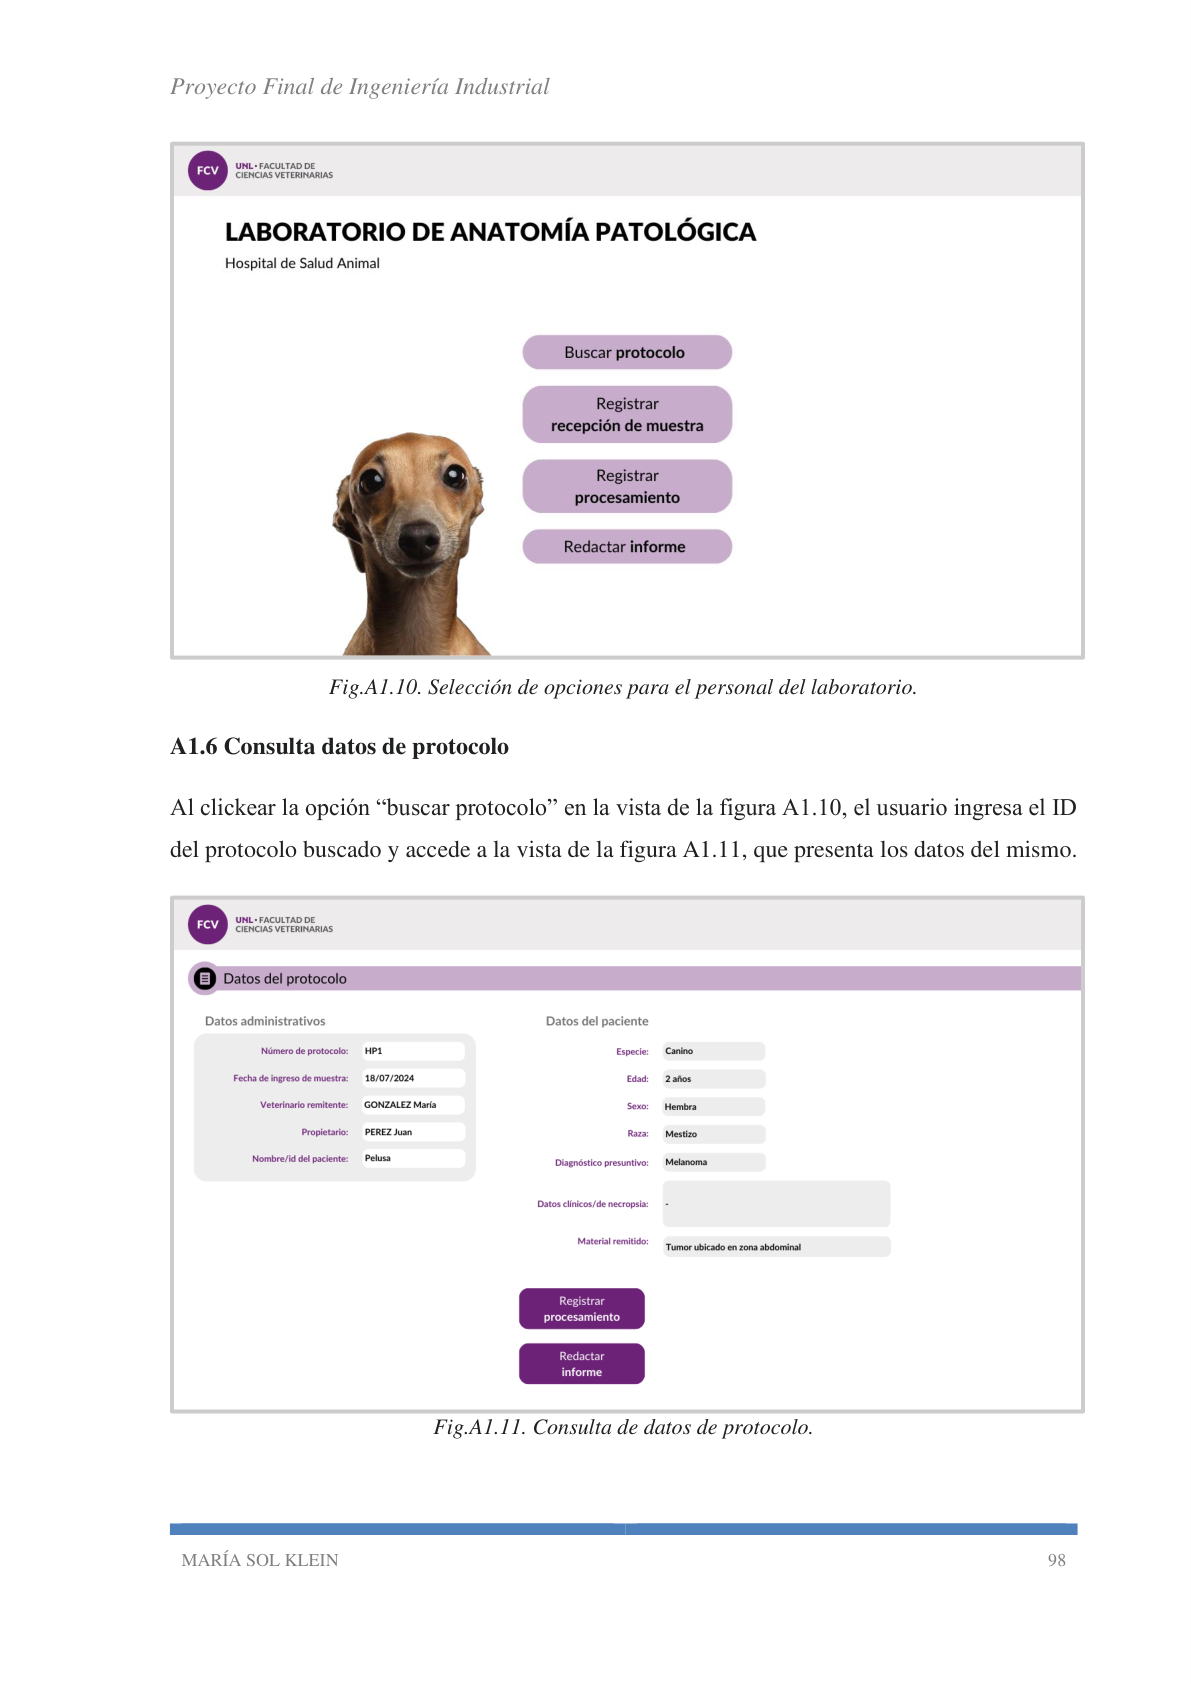 Proyecto Final de Ingeniería Industrial
FCV
UNL · FACULTAD DE
CIENCIAS VETERINARIAS
LABORATORIO DE ANATOMÍA PATOLÓGICA
Hospital de Salud Animal
Buscar protocolo
Registrar
recepción de muestra
Registrar
procesamiento
Redactar informe
Fig.A1.10. Selección de opciones para el personal del laboratorio.
A1.6 Consulta datos de protocolo
Al clickear la opción “buscar protocolo” en la vista de la figura A1.10, el usuario ingresa el ID
del protocolo buscado y accede a la vista de la figura A1.11, que presenta los datos del mismo.
FCV
UNL · FACULTAD DE
CIENCIAS VETERINARIAS
Datos del protocolo
Datos administrativos
Número de protocolo: HP1
Fecha de ingreso de muestra: 18/07/2024
Veterinario remitente: GONZALEZ María
Propietario: PEREZ Juan
Nombre/id del paciente: Pelusa
Datos del paciente
Especie: Canino
Edad: 2 años
Sexo: Hembra
Raza: Mestizo
Diagnóstico presuntivo: Melanoma
Datos clínicos/de necropsia: -
Material remitido: Tumor ubicado en zona abdominal
Registrar
procesamiento
Redactar
informe
Fig.A1.11. Consulta de datos de protocolo.
MARÍA SOL KLEIN 98